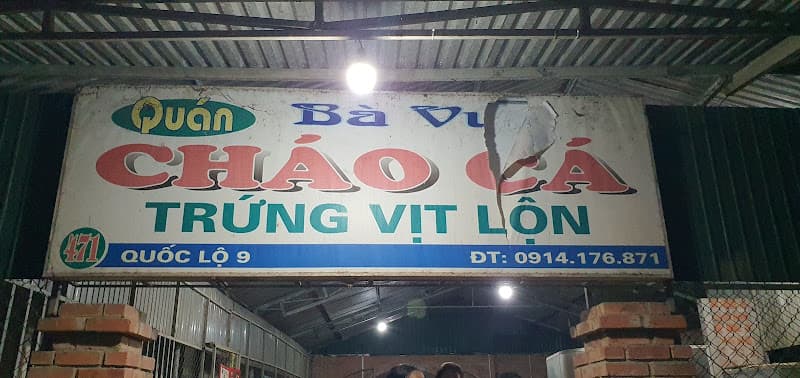 Quán Bà
CHÁO CÁ
TRỨNG VỊT LỘN
471 QUỐC LỘ 9 ĐT: 0914.176.871